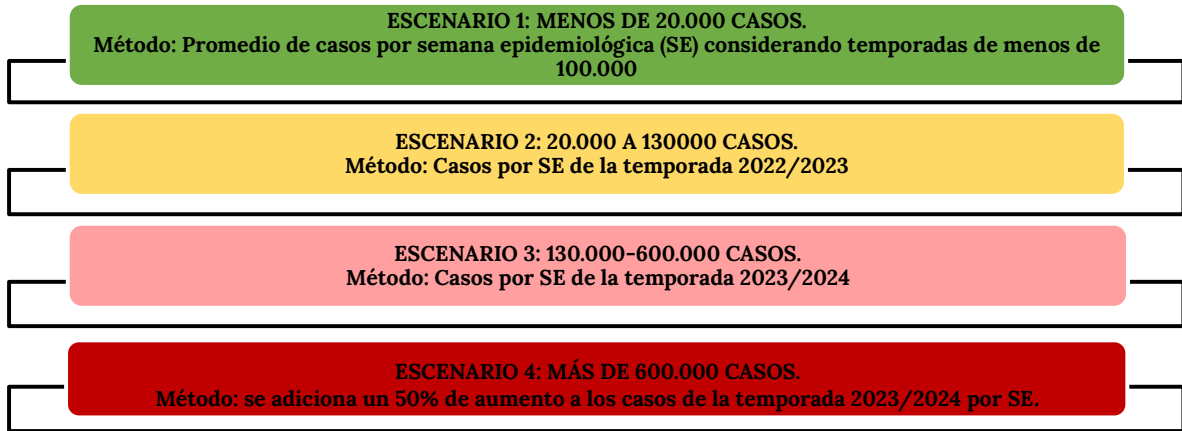 ESCENARIO 1: MENOS DE 20.000 CASOS.
Método: Promedio de casos por semana epidemiológica (SE) considerando temporadas de menos de
100.000
ESCENARIO 2: 20.000 A 130000 CASOS.
Método: Casos por SE de la temporada 2022/2023
ESCENARIO 3: 130.000-600.000 CASOS.
Método: Casos por SE de la temporada 2023/2024
ESCENARIO 4: MÁS DE 600.000 CASOS.
Método: se adiciona un 50% de aumento a los casos de la temporada 2023/2024 por SE.